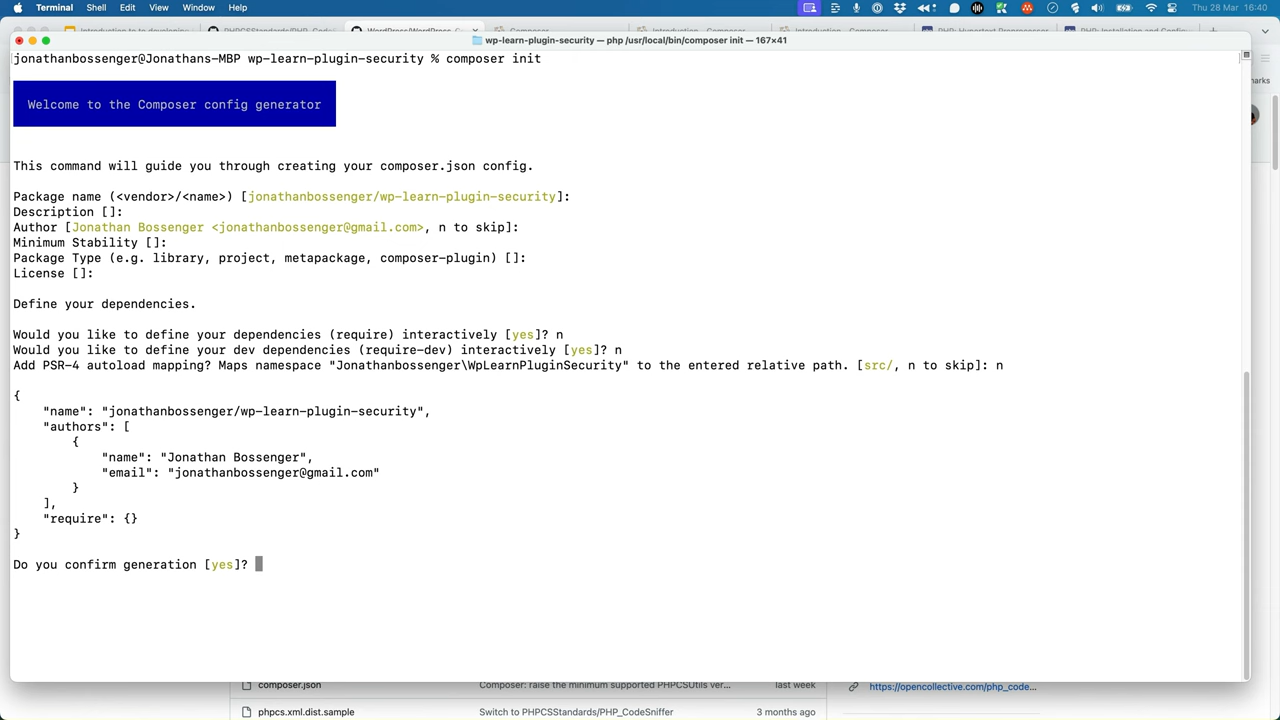 Terminal Shell Edit View Window Help Thu 28 Mar 16:40
wp-learn-plugin-security — php /usr/local/bin/composer init — 167×41
jonathanbossenger@Jonathans-MBP wp-learn-plugin-security % composer init
Welcome to the Composer config generator
This command will guide you through creating your composer.json config.
Package name (<vendor>/<name>) [jonathanbossenger/wp-learn-plugin-security]:
Description []:
Author [Jonathan Bossenger <jonathanbossenger@gmail.com>, n to skip]:
Minimum Stability []:
Package Type (e.g. library, project, metapackage, composer-plugin) []:
License []:
Define your dependencies.
Would you like to define your dependencies (require) interactively [yes]? n
Would you like to define your dev dependencies (require-dev) interactively [yes]? n
Add PSR-4 autoload mapping? Maps namespace "Jonathanbossenger\WpLearnPluginSecurity" to the entered relative path. [src/, n to skip]: n
{
"name": "jonathanbossenger/wp-learn-plugin-security",
"authors": [
{
"name": "Jonathan Bossenger",
"email": "jonathanbossenger@gmail.com"
}
],
"require": {}
}
Do you confirm generation [yes]?
composer.json Composer: raise the minimum supported PHPCSUtils ver... last week https://opencollective.com/php_code...
phpcs.xml.dist.sample Switch to PHPCSStandards/PHP_CodeSniffer 3 months ago